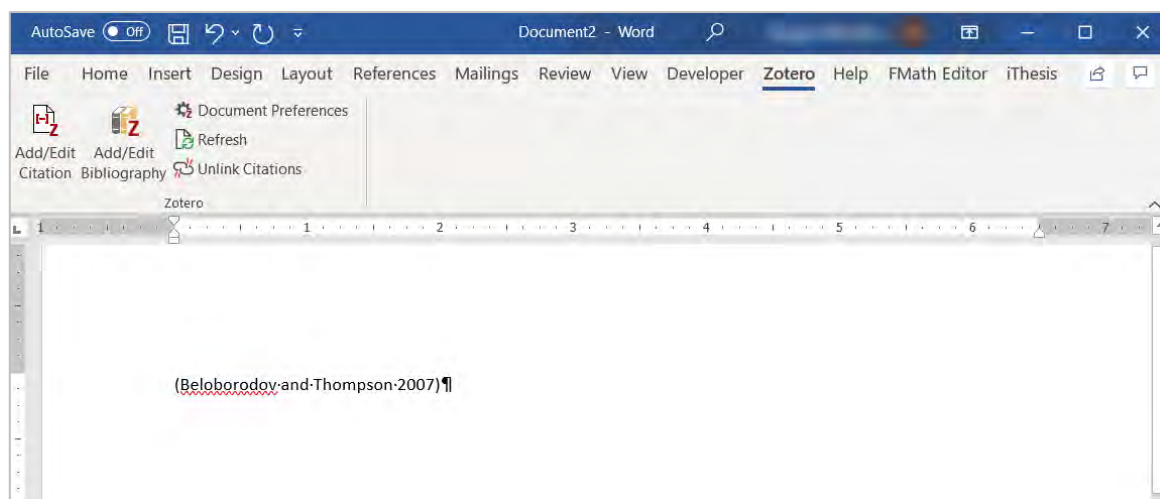 AutoSave Off Document2 - Word
File Home Insert Design Layout References Mailings Review View Developer Zotero Help FMath Editor iThesis
Add/Edit Citation
Add/Edit Bibliography
Document Preferences
Refresh
Unlink Citations
Zotero
1 1 2 3 4 5 6 7
(Beloborodov·and·Thompson·2007)¶